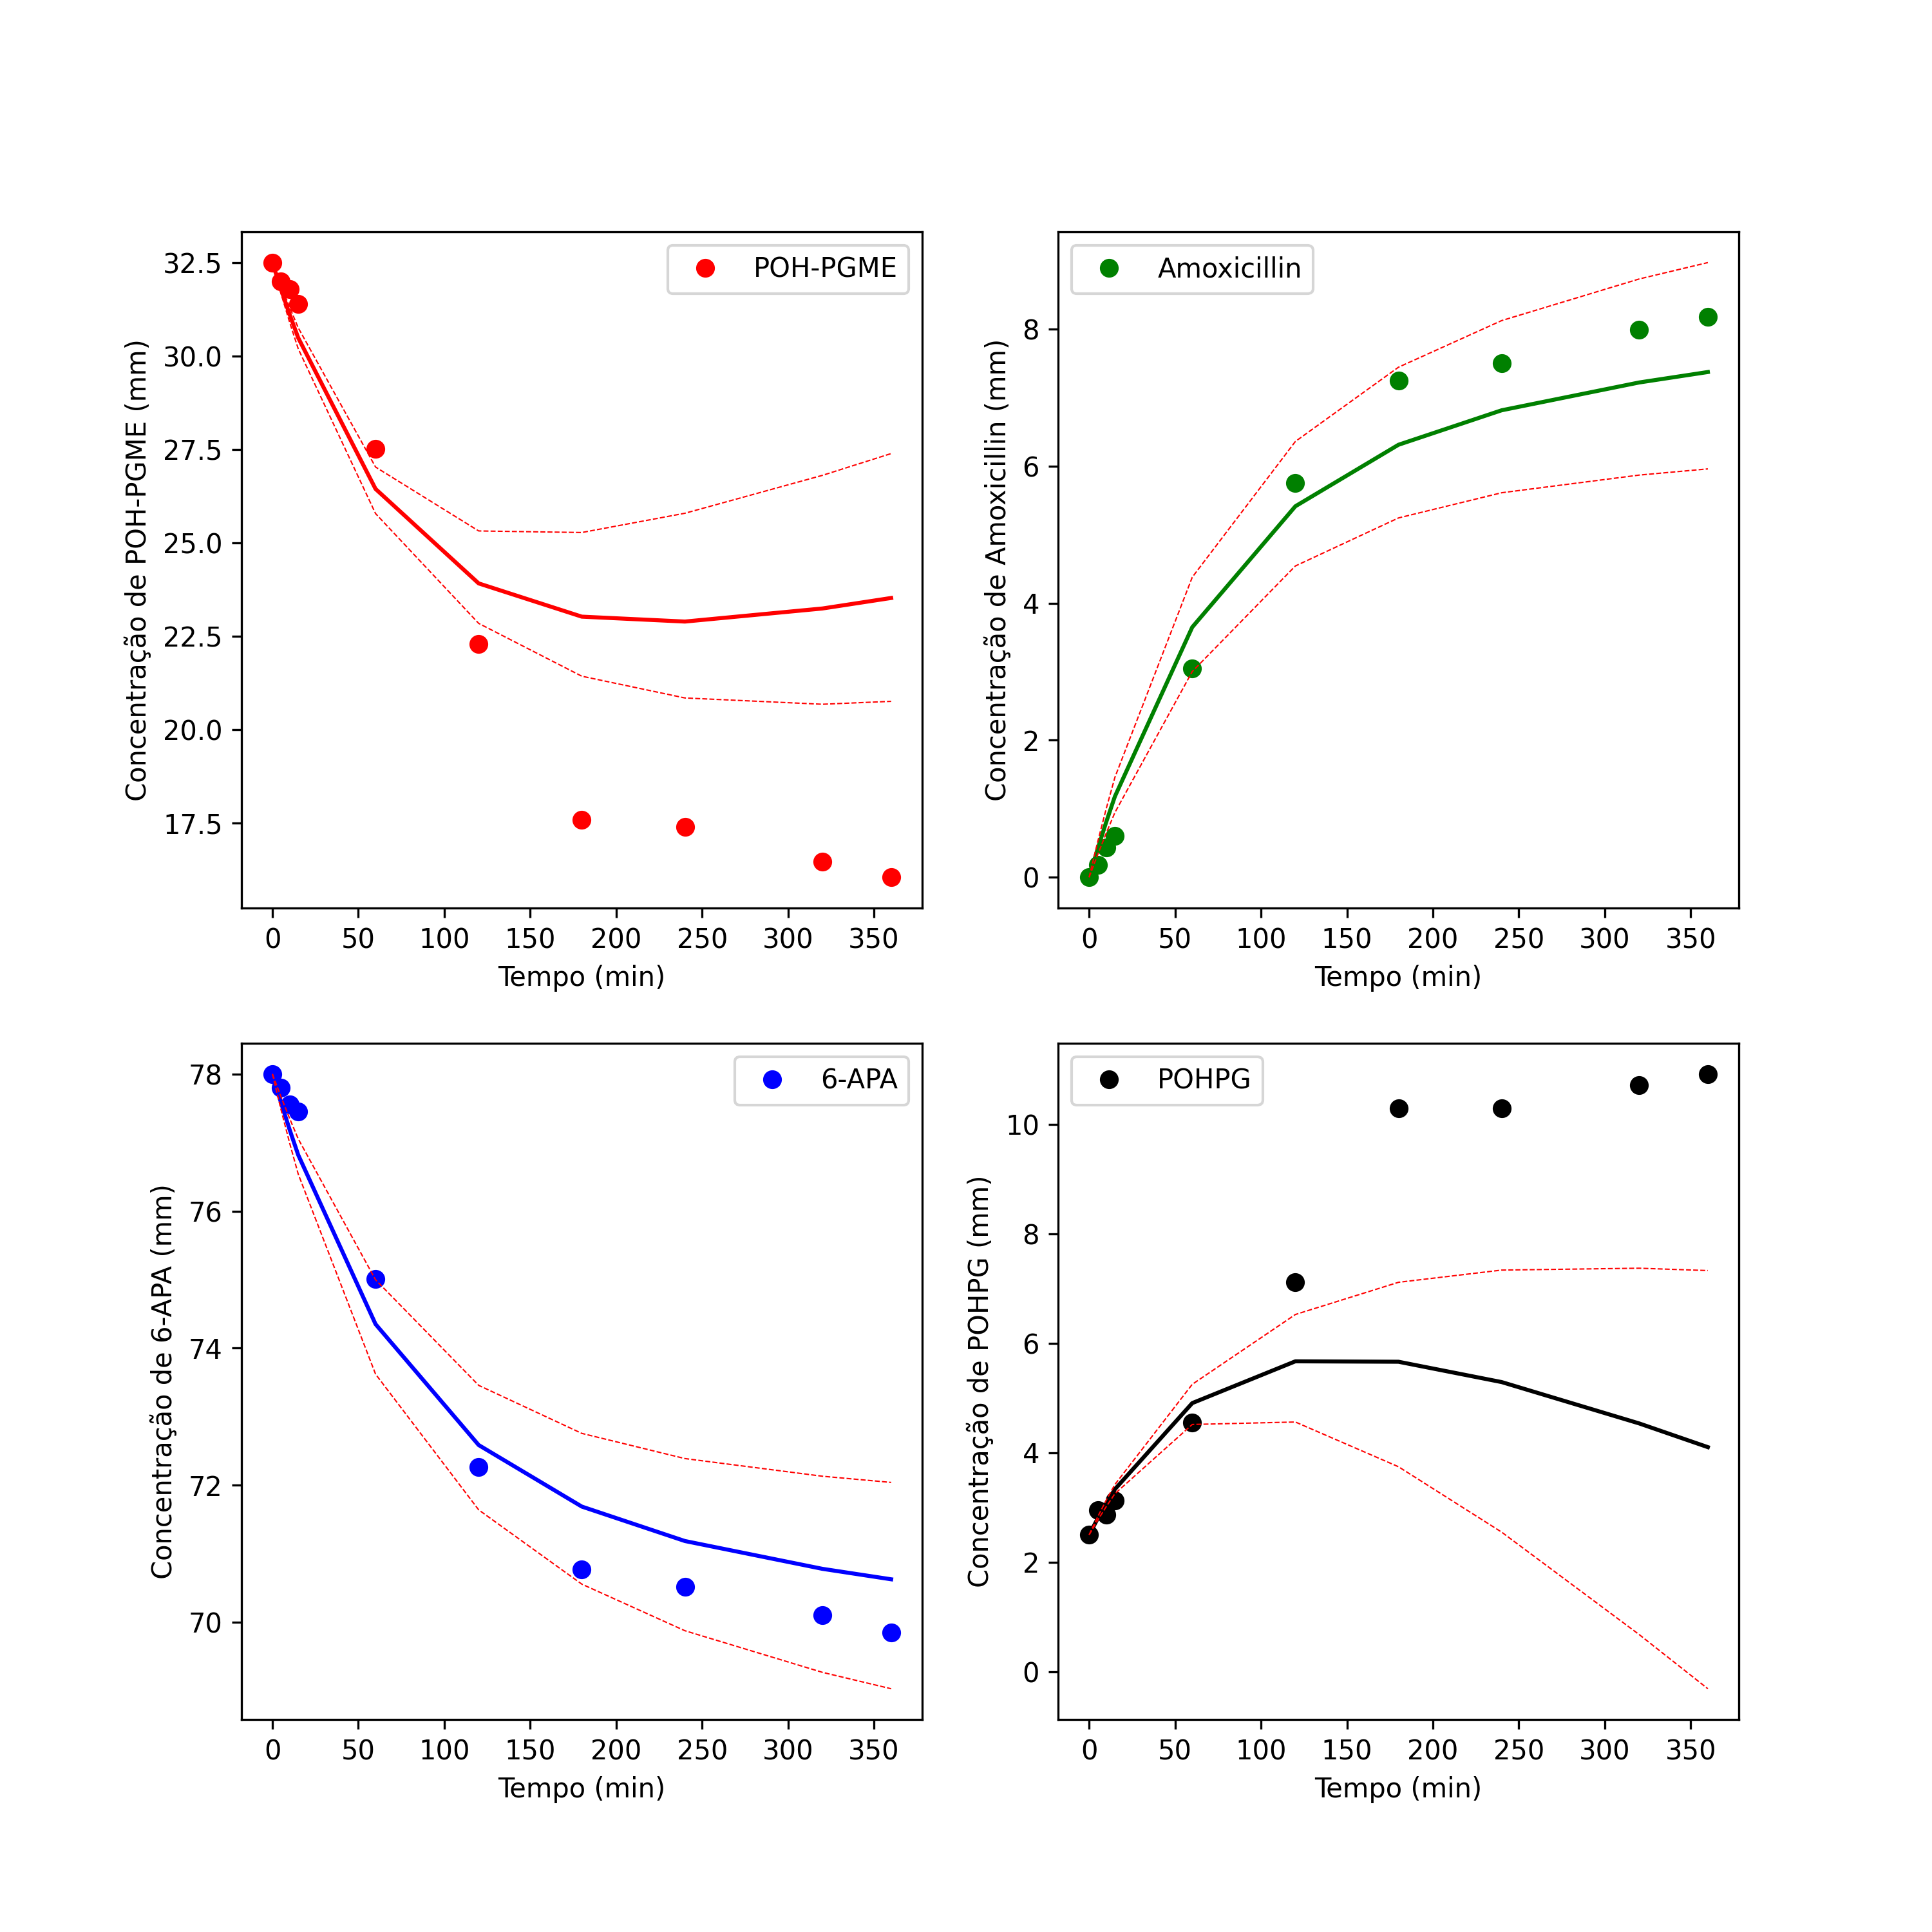 POH-PGME
32.5
30.0
27.5
25.0
22.5
20.0
17.5
Concentração de POH-PGME (mm)
0 50 100 150 200 250 300 350
Tempo (min)
Amoxicillin
8
6
4
2
0
Concentração de Amoxicillin (mm)
0 50 100 150 200 250 300 350
Tempo (min)
6-APA
78
76
74
72
70
Concentração de 6-APA (mm)
0 50 100 150 200 250 300 350
Tempo (min)
POHPG
10
8
6
4
2
0
Concentração de POHPG (mm)
0 50 100 150 200 250 300 350
Tempo (min)